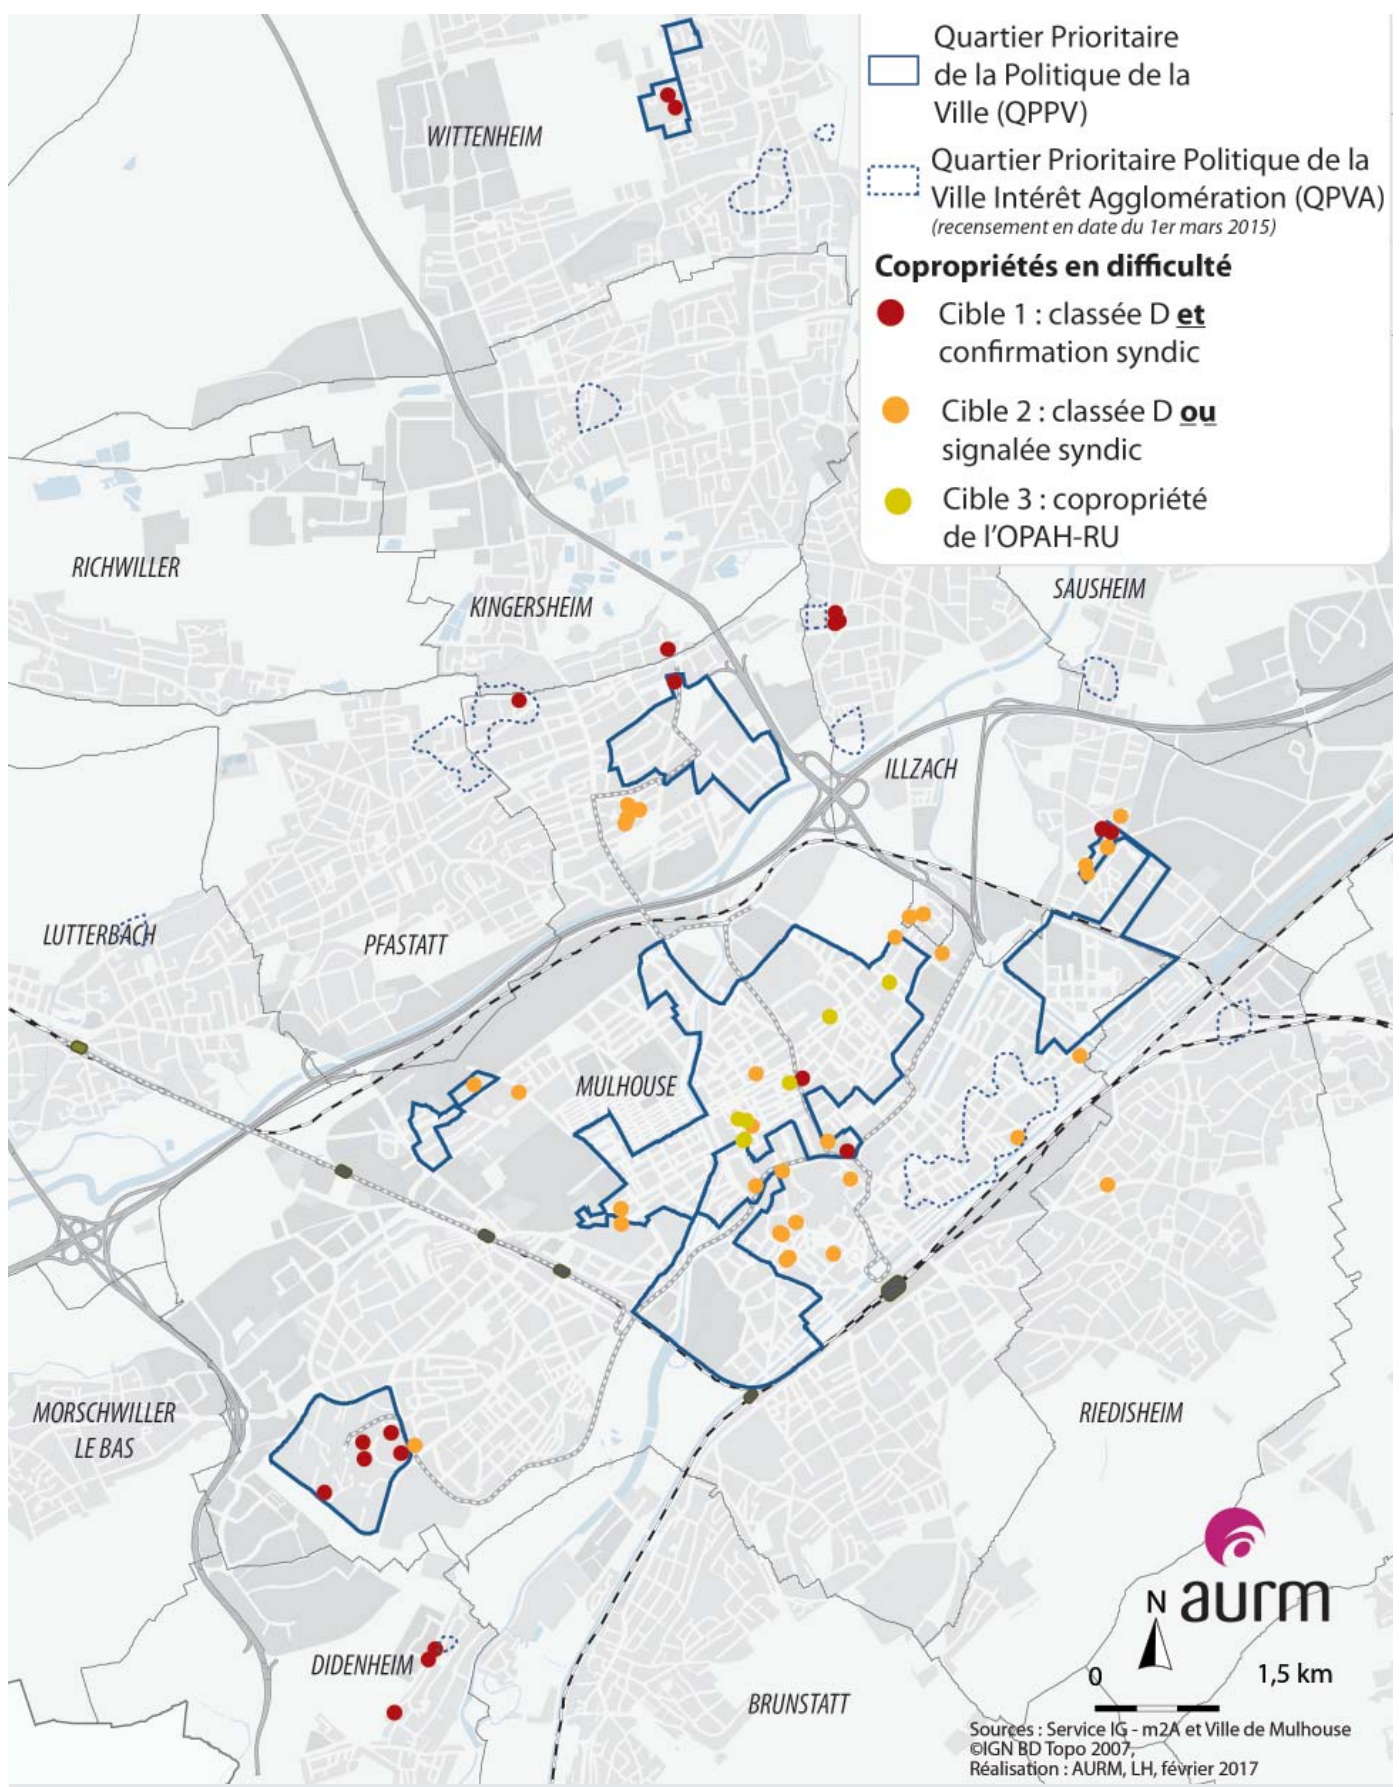 Quartier Prioritaire
de la Politique de la
Ville (QPPV)
Quartier Prioritaire Politique de la
Ville Intérêt Agglomération (QPVA)
(recensement en date du 1er mars 2015)
Copropriétés en difficulté
Cible 1 : classée D et
confirmation syndic
Cible 2 : classée D ou
signalée syndic
Cible 3 : copropriété
de l'OPAH-RU
WITTENHEIM
RICHWILLER
KINGERSHEIM
SAUSHEIM
ILLZACH
LUTTERBACH
PFASTATT
MULHOUSE
MORSCHWILLER
LE BAS
RIEDISHEIM
DIDENHEIM
BRUNSTATT
aurm
N
0
1,5 km
Sources : Service IG - m2A et Ville de Mulhouse
©IGN BD Topo 2007,
Réalisation : AURM, LH, février 2017